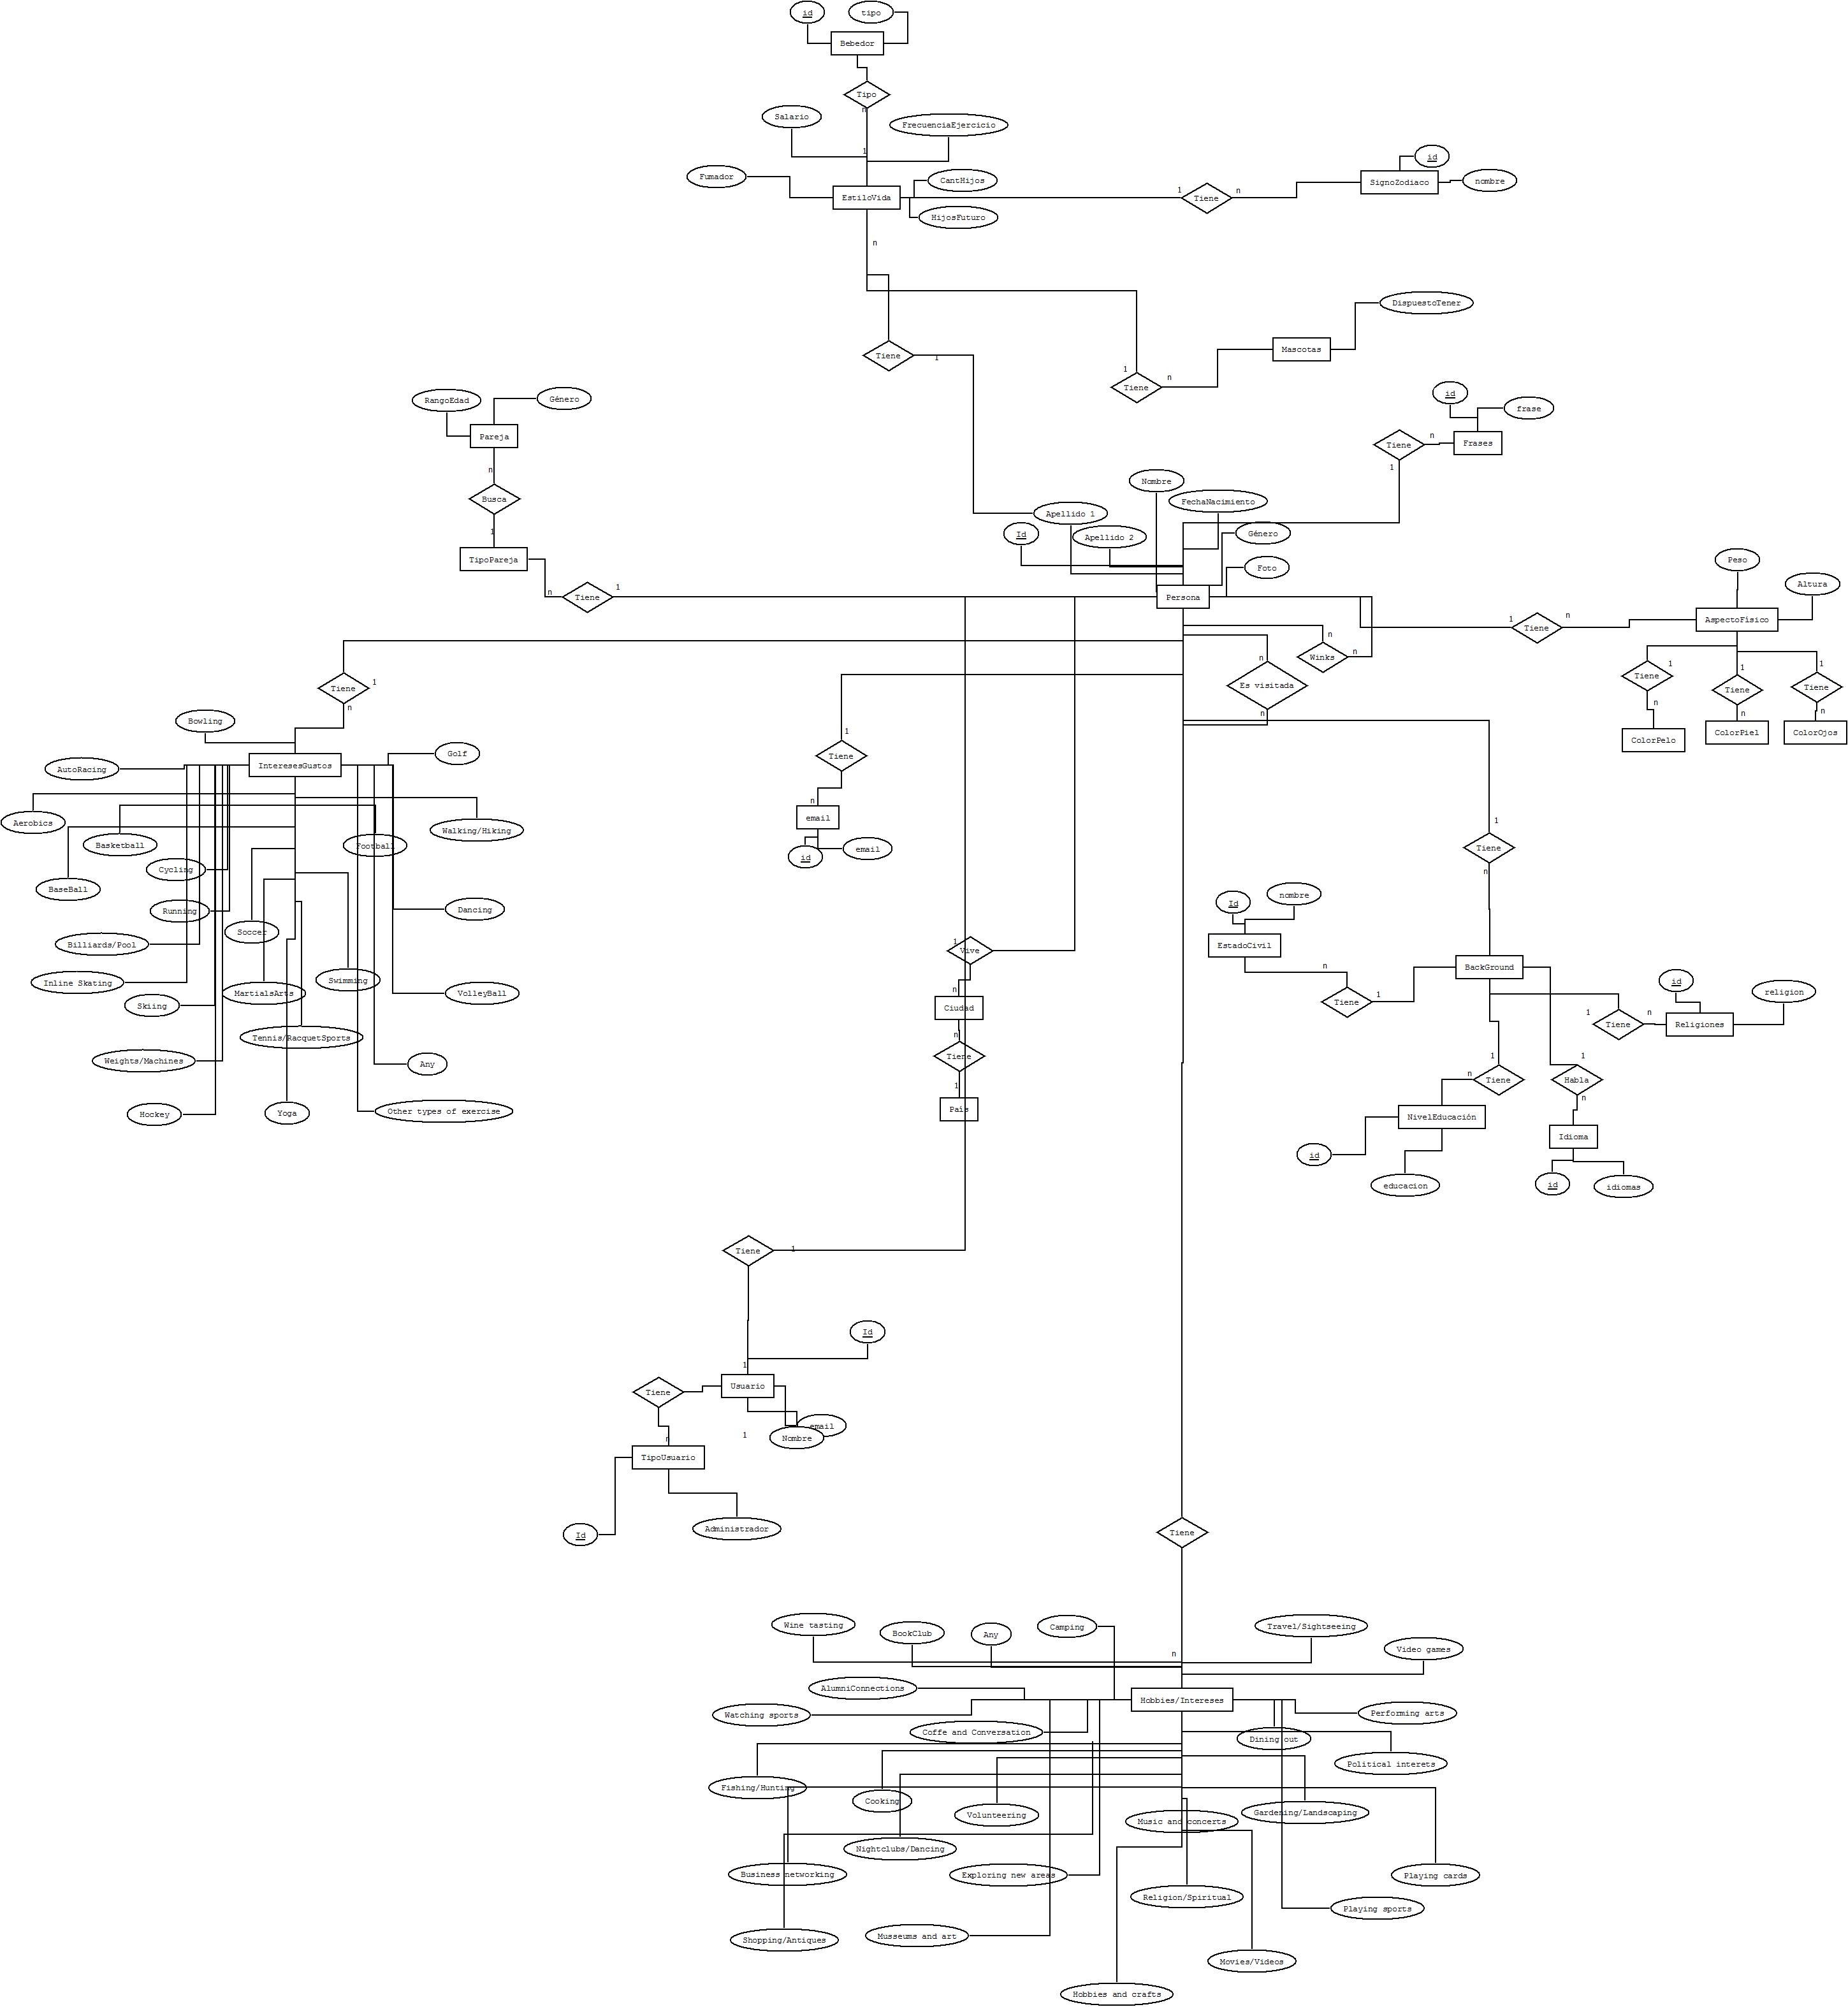 id
tipo
Bebedor
Tipo
n
Salario
FrecuenciaEjercicio
1
id
Fumador
CantHijos
SignoZodiaco
nombre
EstiloVida
1
Tiene
n
HijosFuturo
n
DispuestoTener
Mascotas
Tiene
1
1
Tiene
n
RangoEdad
Género
id
frase
Pareja
Tiene
n
Frases
1
n
Busca
1
Nombre
FechaNacimiento
Apellido 1
Id
Apellido 2
Género
TipoPareja
Foto
Peso
Altura
n
Tiene
1
Persona
1
Tiene
n
AspectoFísico
n
Winks
n
n
Es visitada
n
1
Tiene
n
1
Tiene
n
1
Tiene
n
ColorPelo
ColorPiel
ColorOjos
Tiene
1
n
Bowling
Golf
AutoRacing
InteresesGustos
Aerobics
Basketball
Football
Walking/Hiking
Cycling
BaseBall
Running
Soccer
Dancing
Billiards/Pool
Inline Skating
MartialsArts
Swimming
VolleyBall
Skiing
Tennis/RacquetSports
Weights/Machines
Any
Hockey
Yoga
Other types of exercise
1
Tiene
n
email
id
email
1
Tiene
n
Id
nombre
EstadoCivil
n
Tiene
1
BackGround
id
religion
1
Tiene
n
Religiones
1
Vive
n
Ciudad
n
Tiene
1
País
1
n
Tiene
1
Habla
n
NivelEducación
Idioma
id
educacion
id
idiomas
Tiene
1
Id
1
Usuario
Tiene
email
Nombre
1
n
TipoUsuario
Id
Administrador
Tiene
Wine tasting
BookClub
Any
Camping
Travel/Sightseeing
n
Video games
AlumniConnections
Hobbies/Intereses
Watching sports
Performing arts
Coffe and Conversation
Dining out
Political interets
Fishing/Hunting
Cooking
Volunteering
Gardening/Landscaping
Music and concerts
Nightclubs/Dancing
Business networking
Exploring new areas
Playing cards
Religion/Spiritual
Playing sports
Shopping/Antiques
Musseums and art
Movies/Videos
Hobbies and crafts